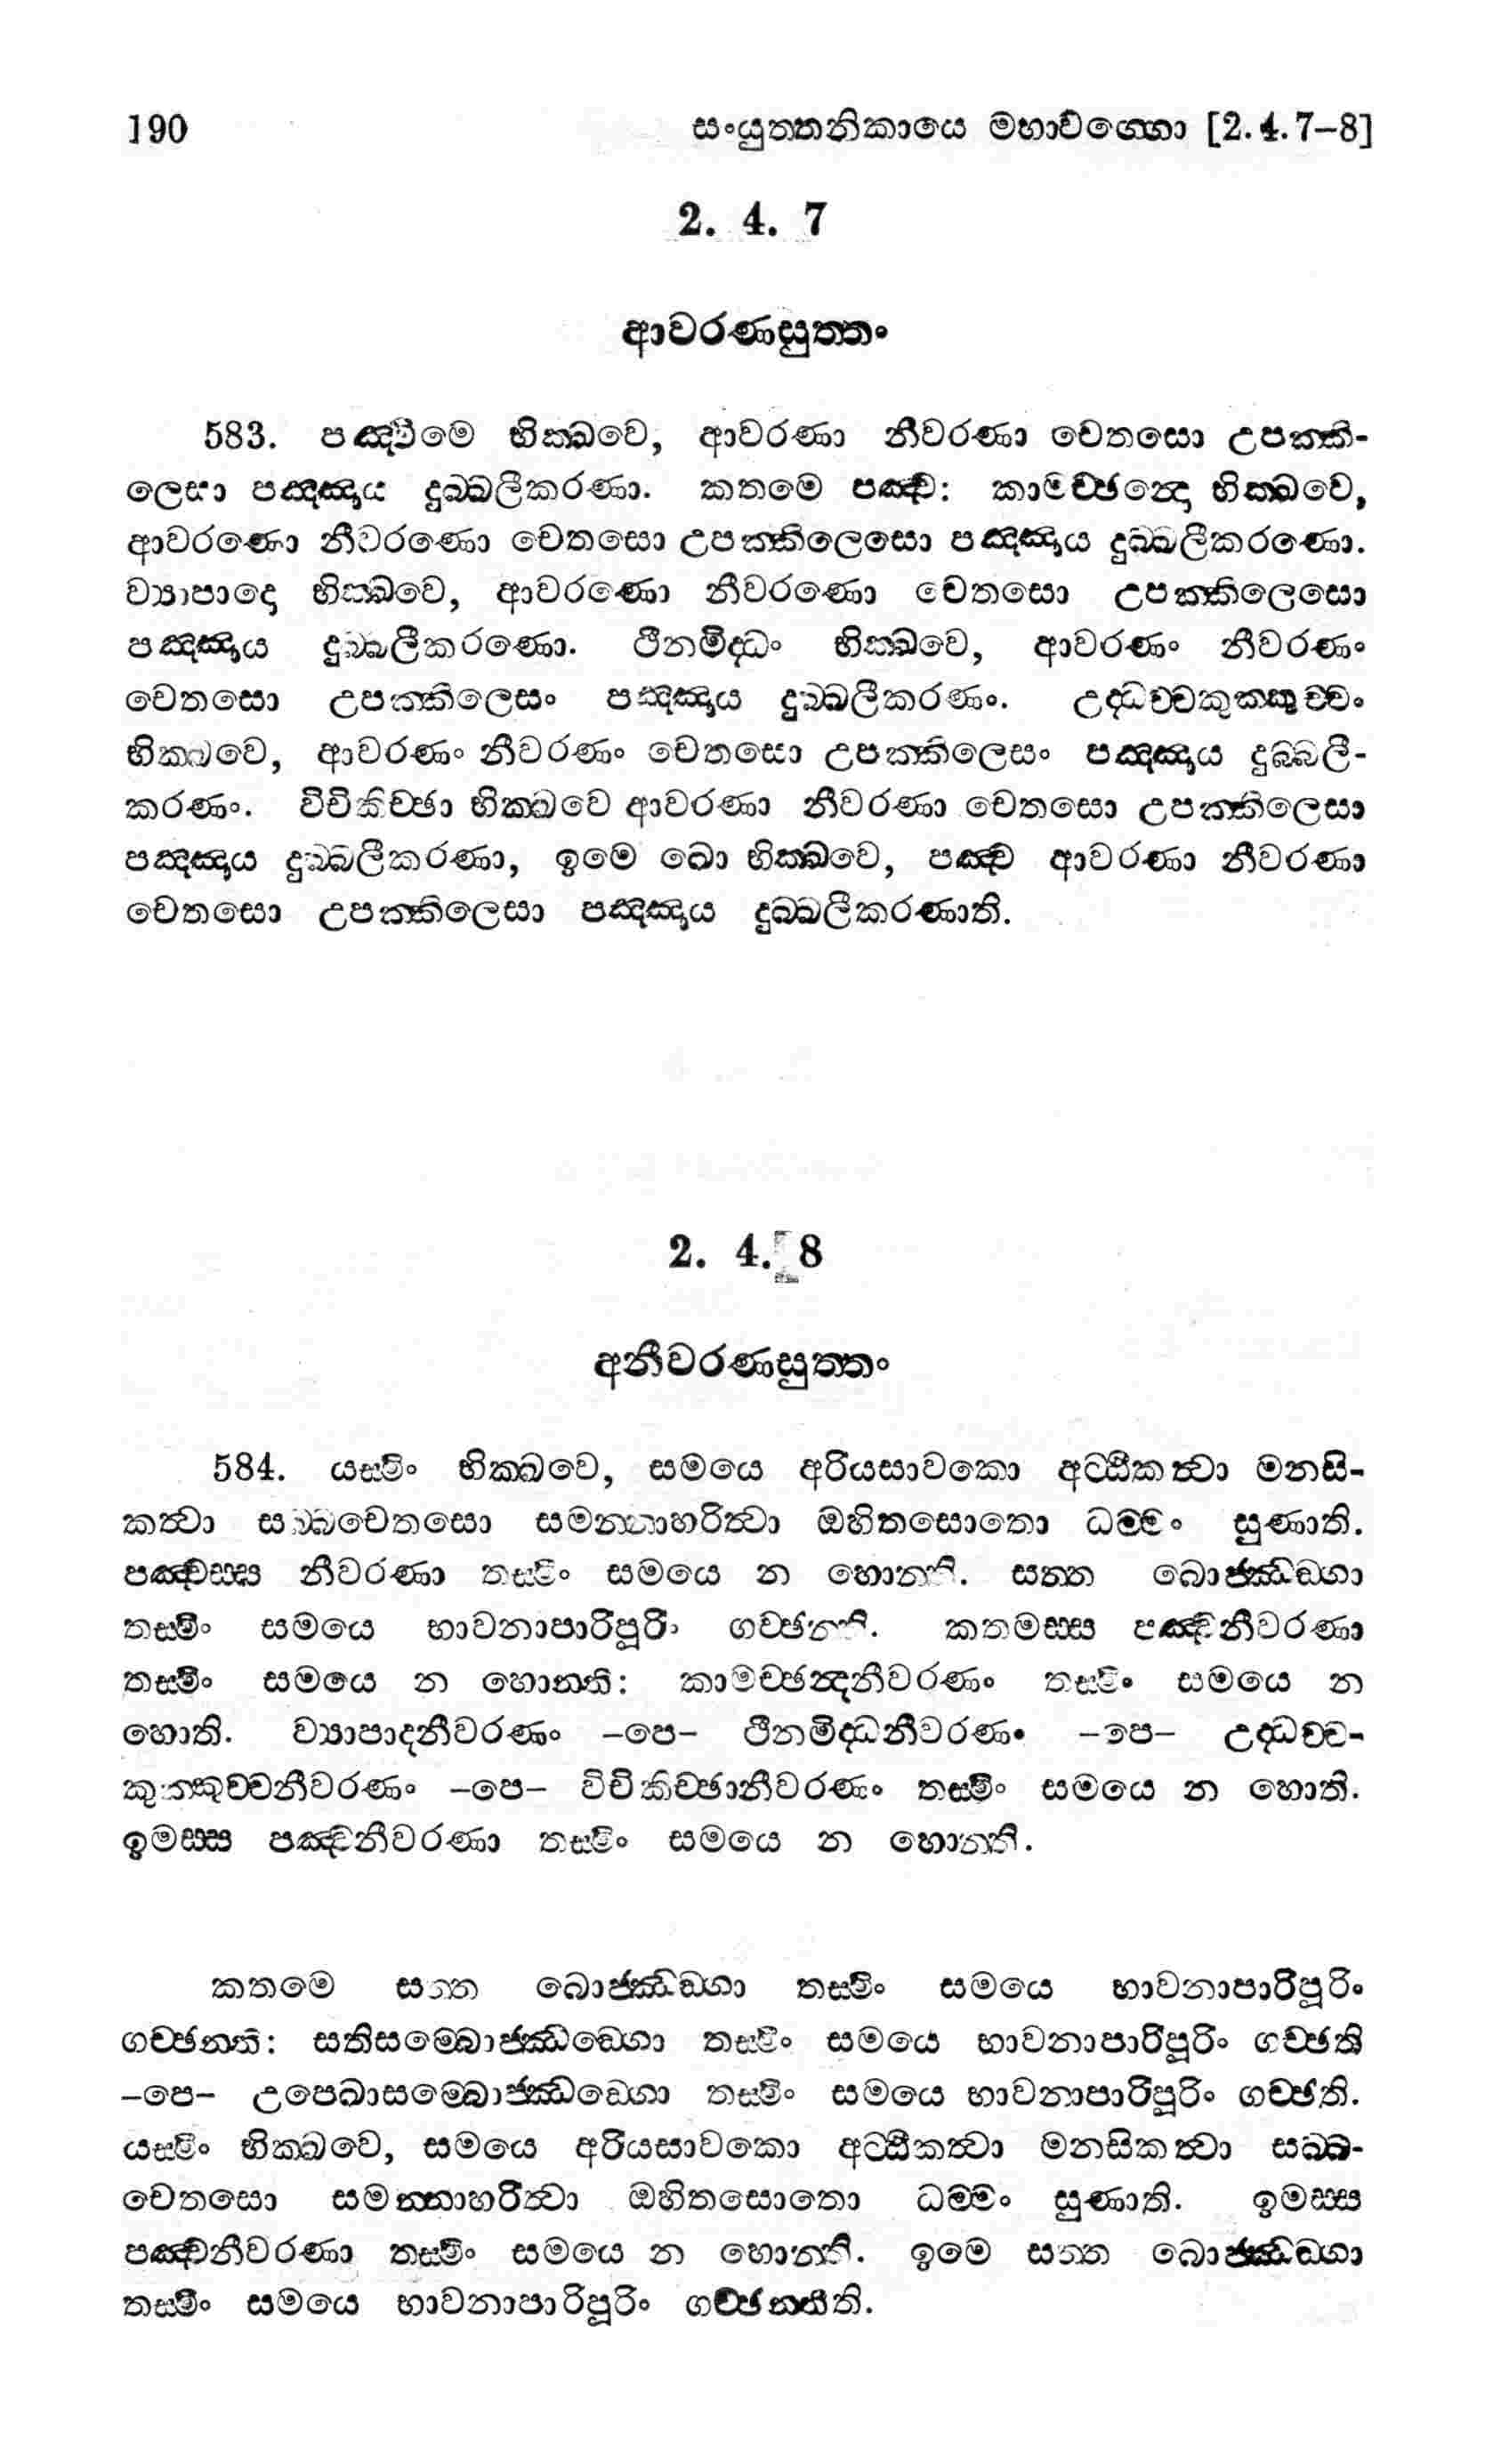 190 සංයුත්තනිකායෙ මහාවග්ගො [2.4.7–8]
2. 4. 7
ආවරණසුත්තං
583. පඤ්චිමෙ භික්ඛවෙ, ආවරණා නීවරණා චෙතසො උපක්කි-
ලෙසා පඤ්ඤාය දුබ්බලීකරණා. කතමෙ පඤ්ච: කාමච්ඡන්දො භික්ඛවෙ,
ආවරණො නීවරණො චෙතසො උපක්කිලෙසො පඤ්ඤාය දුබ්බලීකරණො.
ව්‍යාපාදො භික්ඛවෙ, ආවරණො නීවරණො චෙතසො උපක්කිලෙසො
පඤ්ඤාය දුබ්බලීකරණො. ථීනමිද්ධං භික්ඛවෙ, ආවරණං නීවරණං
චෙතසො උපක්කිලෙසං පඤ්ඤාය දුබ්බලීකරණං. උද්ධච්චකුක්කුච්චං
භික්ඛවෙ, ආවරණං නීවරණං චෙතසො උපක්කිලෙසං පඤ්ඤාය දුබ්බලී-
කරණං. විචිකිච්ඡා භික්ඛවෙ ආවරණා නීවරණා චෙතසො උපක්කිලෙසා
පඤ්ඤාය දුබ්බලීකරණා, ඉමෙ ඛො භික්ඛවෙ, පඤ්ච ආවරණා නීවරණා
චෙතසො උපක්කිලෙසා පඤ්ඤාය දුබ්බලීකරණාති.
2. 4. 8
අනීවරණසුත්තං
584. යස්මිං භික්ඛවෙ, සමයෙ අරියසාවකො අට්ඨිකත්වා මනසි-
කත්වා සබ්බචෙතසො සමන්නාහරිත්වා ඔහිතසොතො ධම්මං සුණාති.
පඤ්චස්ස නීවරණා තස්මිං සමයෙ න හොන්ති. සත්ත බොජ්ඣඞ්ගා
තස්මිං සමයෙ භාවනාපාරිපූරිං ගච්ඡන්ති. කතමස්ස පඤ්චනීවරණා
තස්මිං සමයෙ න හොන්ති: කාමච්ඡන්දනීවරණං තස්මිං සමයෙ න
හොති. ව්‍යාපාදනීවරණං –පෙ– ථීනමිද්ධනීවරණං –පෙ– උද්ධච්ච-
කුක්කුච්චනීවරණං –පෙ– විචිකිච්ඡානීවරණං තස්මිං සමයෙ න හොති.
ඉමස්ස පඤ්චනීවරණා තස්මිං සමයෙ න හොන්ති.
කතමෙ සත්ත බොජ්ඣඞ්ගා තස්මිං සමයෙ භාවනාපාරිපූරිං
ගච්ඡන්ති: සතිසම්බොජ්ඣඞ්ගො තස්මිං සමයෙ භාවනාපාරිපූරිං ගච්ඡති
–පෙ– උපෙඛාසම්බොජ්ඣඞ්ගො තස්මිං සමයෙ භාවනාපාරිපූරිං ගච්ඡති.
යස්මිං භික්ඛවෙ, සමයෙ අරියසාවකො අට්ඨිකත්වා මනසිකත්වා සබ්බ-
චෙතසො සමන්නාහරිත්වා ඔහිතසොතො ධම්මං සුණාති. ඉමස්ස
පඤ්චනීවරණා තස්මිං සමයෙ න හොන්ති. ඉමෙ සත්ත බොජ්ඣඞ්ගා
තස්මිං සමයෙ භාවනාපාරිපූරිං ගච්ඡන්තීති.